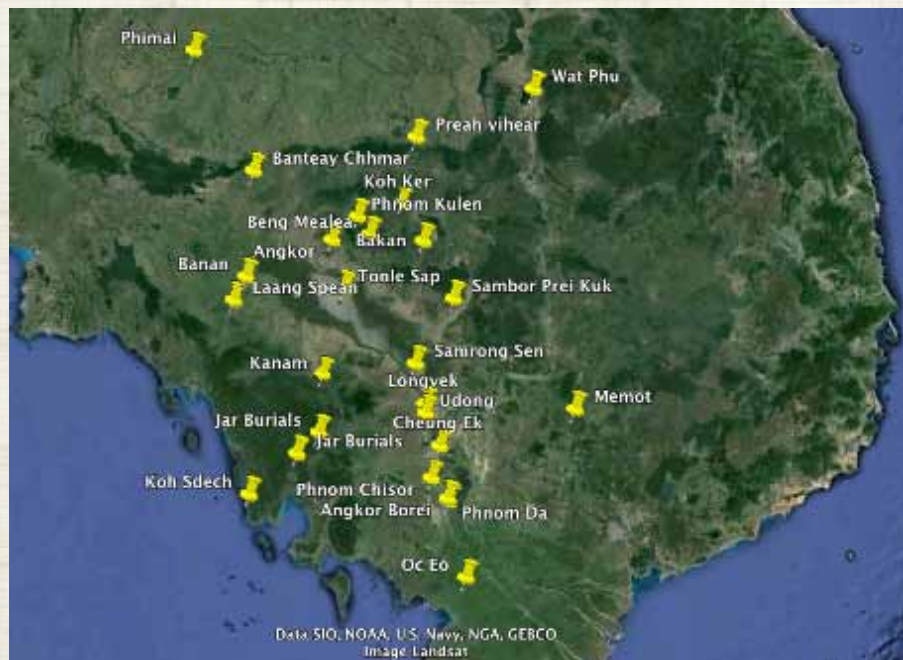 Phimai
Wat Phu
Preah vihear
Banteay Chhmar
Koh Ker
Phnom Kulen
Beng Mealea
Bakan
Angkor
Banan
Tonle Sap
Laang Spean
Sambor Prei Kuk
Samrong Sen
Kanam
Longvek
Udong
Memot
Cheung Ek
Jar Burials
Jar Burials
Koh Sdech
Phnom Chisor
Angkor Borei
Phnom Da
Oc Eo
Data SIO, NOAA, U.S. Navy, NGA, GEBCO
Image Landsat